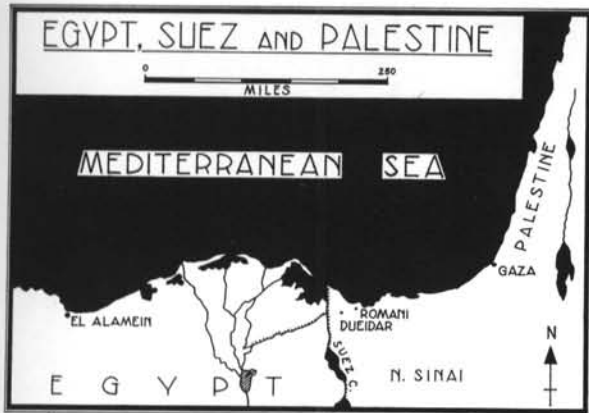 EGYPT, SUEZ AND PALESTINE
0 250
MILES
MEDITERRANEAN SEA
PALESTINE
GAZA
EL ALAMEIN
ROMANI
DUEIDAR
SUEZ C.
N
EGYPT
N. SINAI